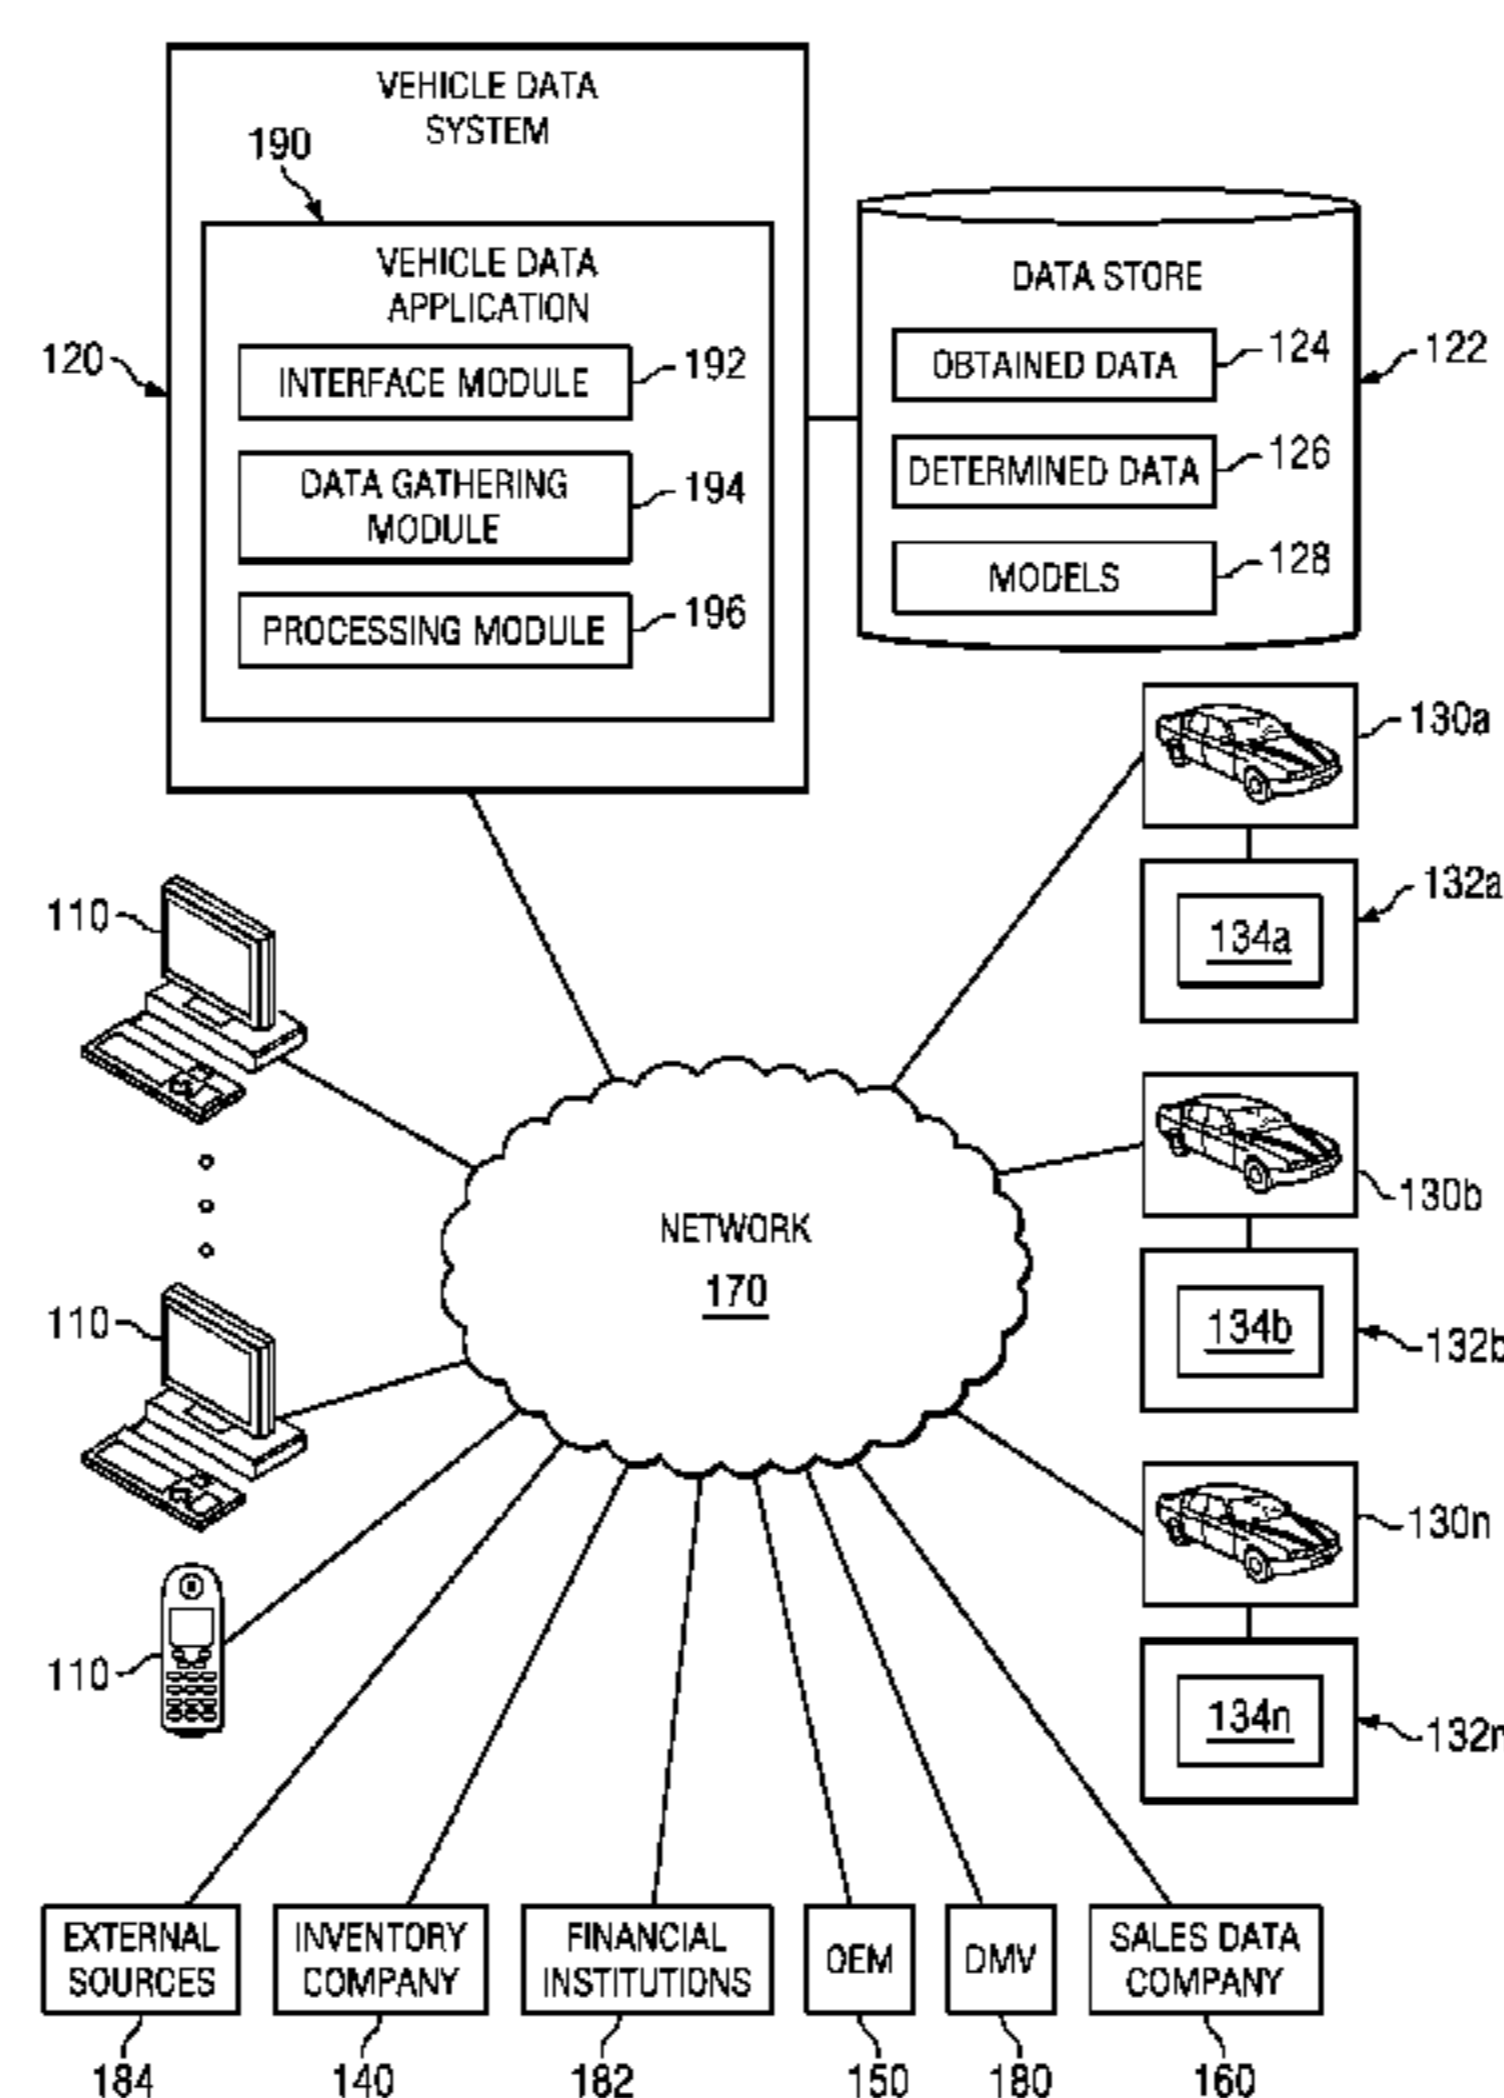 VEHICLE DATA
SYSTEM
190
VEHICLE DATA
APPLICATION
120
INTERFACE MODULE
192
DATA GATHERING
MODULE
194
PROCESSING MODULE
196
DATA STORE
OBTAINED DATA
124
122
DETERMINED DATA
126
MODELS
128
130a
132a
134a
110
130b
134b
132b
NETWORK
170
110
130n
134n
132n
110
EXTERNAL
SOURCES
INVENTORY
COMPANY
FINANCIAL
INSTITUTIONS
OEM
DMV
SALES DATA
COMPANY
184
140
182
150
180
160